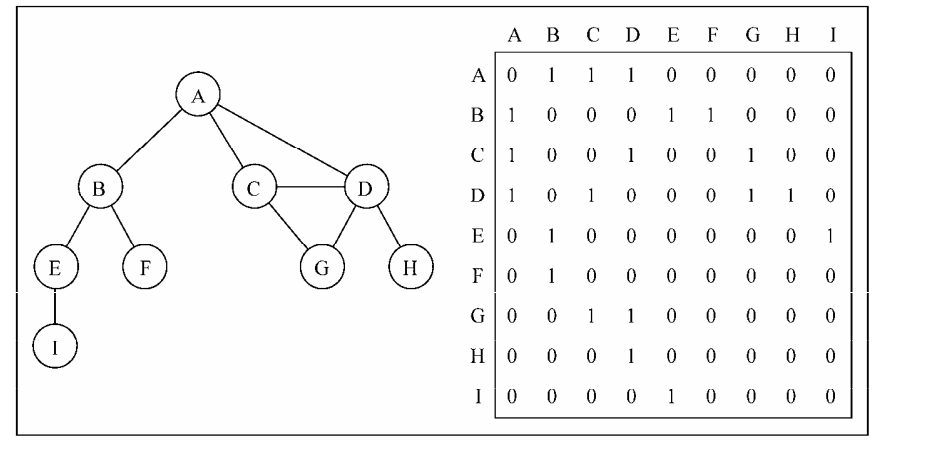 A
B
C
D
E
F
G
H
I
A B C D E F G H I
A 0 1 1 1 0 0 0 0 0
B 1 0 0 0 1 1 0 0 0
C 1 0 0 1 0 0 1 0 0
D 1 0 1 0 0 0 1 1 0
E 0 1 0 0 0 0 0 0 1
F 0 1 0 0 0 0 0 0 0
G 0 0 1 1 0 0 0 0 0
H 0 0 0 1 0 0 0 0 0
I 0 0 0 0 1 0 0 0 0